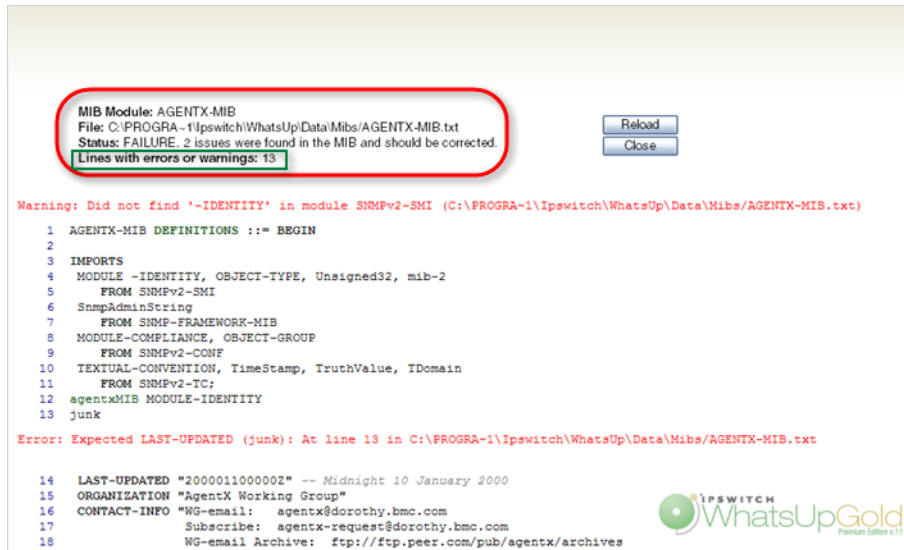 MIB Module: AGENTX-MIB
File: C:\PROGRA~1\Ipswitch\WhatsUp\Data\Mibs/AGENTX-MIB.txt
Status: FAILURE. 2 issues were found in the MIB and should be corrected.
Lines with errors or warnings: 13
Reload
Close
Warning: Did not find '-IDENTITY' in module SNMPv2-SMI (C:\PROGRA~1\Ipswitch\WhatsUp\Data\Mibs/AGENTX-MIB.txt)
1 AGENTX-MIB DEFINITIONS ::= BEGIN
2
3 IMPORTS
4 MODULE -IDENTITY, OBJECT-TYPE, Unsigned32, mib-2
5 FROM SNMPv2-SMI
6 SnmpAdminString
7 FROM SNMP-FRAMEWORK-MIB
8 MODULE-COMPLIANCE, OBJECT-GROUP
9 FROM SNMPv2-CONF
10 TEXTUAL-CONVENTION, TimeStamp, TruthValue, TDomain
11 FROM SNMPv2-TC;
12 agentxMIB MODULE-IDENTITY
13 junk
Error: Expected LAST-UPDATED (junk): At line 13 in C:\PROGRA~1\Ipswitch\WhatsUp\Data\Mibs/AGENTX-MIB.txt
14 LAST-UPDATED "200001100000Z" -- Midnight 10 January 2000
15 ORGANIZATION "AgentX Working Group"
16 CONTACT-INFO "WG-email: agentx@dorothy.bmc.com
17 Subscribe: agentx-request@dorothy.bmc.com
18 WG-email Archive: ftp://ftp.peer.com/pub/agentx/archives
IPSWITCH
WhatsUpGold
Premium Edition v.11